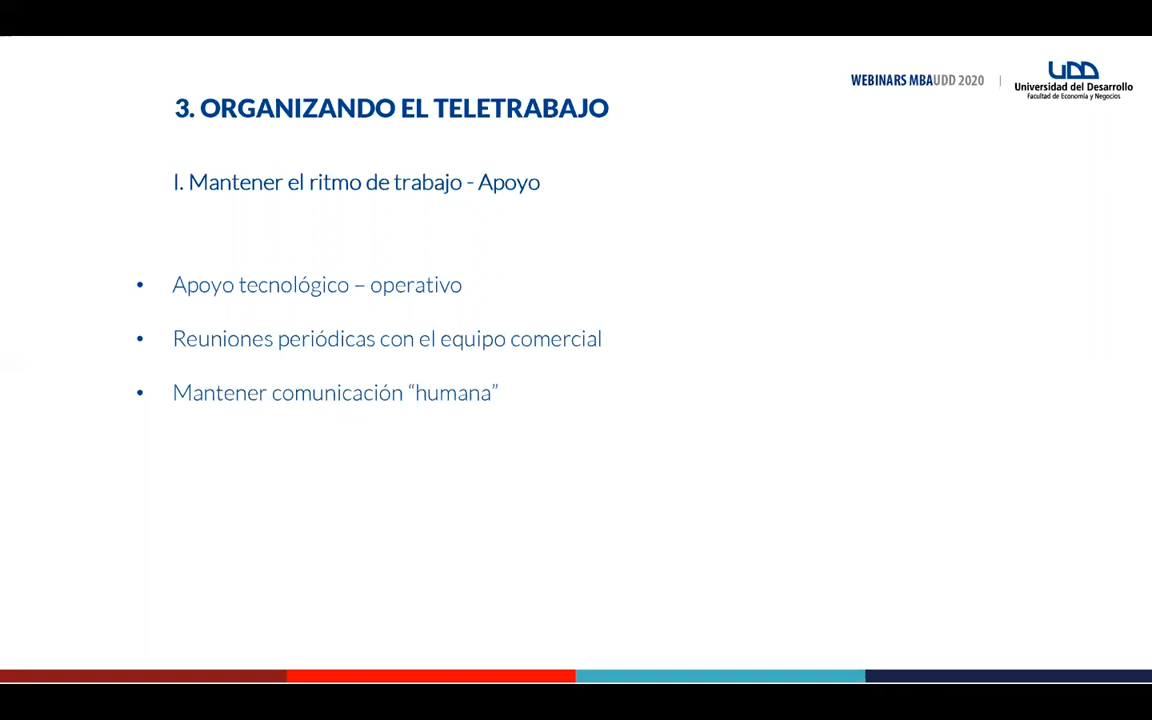 WEBINARS MBAUDD 2020 | UDD
Universidad del Desarrollo
Facultad de Economía y Negocios
3. ORGANIZANDO EL TELETRABAJO
I. Mantener el ritmo de trabajo - Apoyo
• Apoyo tecnológico – operativo
• Reuniones periódicas con el equipo comercial
• Mantener comunicación “humana”